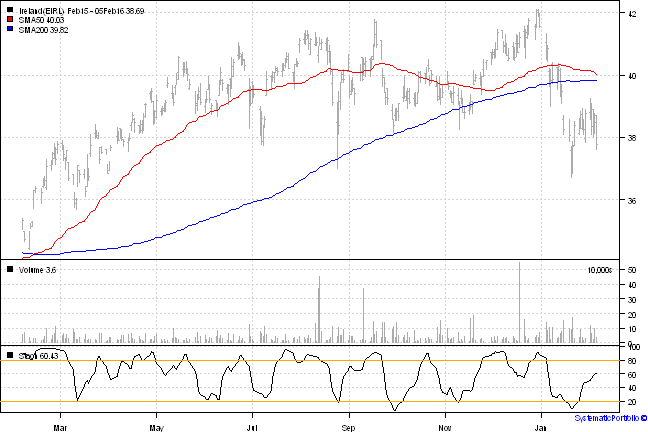 Ireland(EIRL) Feb15 - 05Feb16 38.69
SMA50 40.03
SMA200 39.82
42
40
38
36
Volume 3.6
10,000s
50
40
30
20
10
0
Stoch 60.43
100
80
60
40
20
Mar May Jul Sep Nov Jan
SystematicPortfolio ©